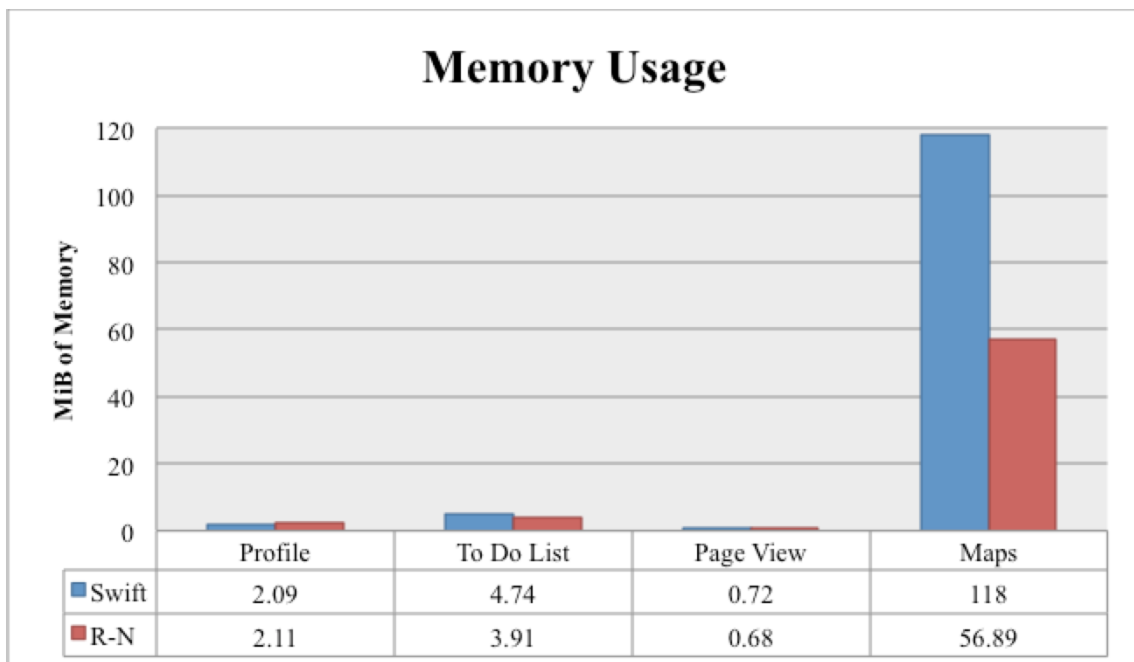 Memory Usage
MiB of Memory
120
100
80
60
40
20
0
Profile To Do List Page View Maps
Swift 2.09 4.74 0.72 118
R-N 2.11 3.91 0.68 56.89